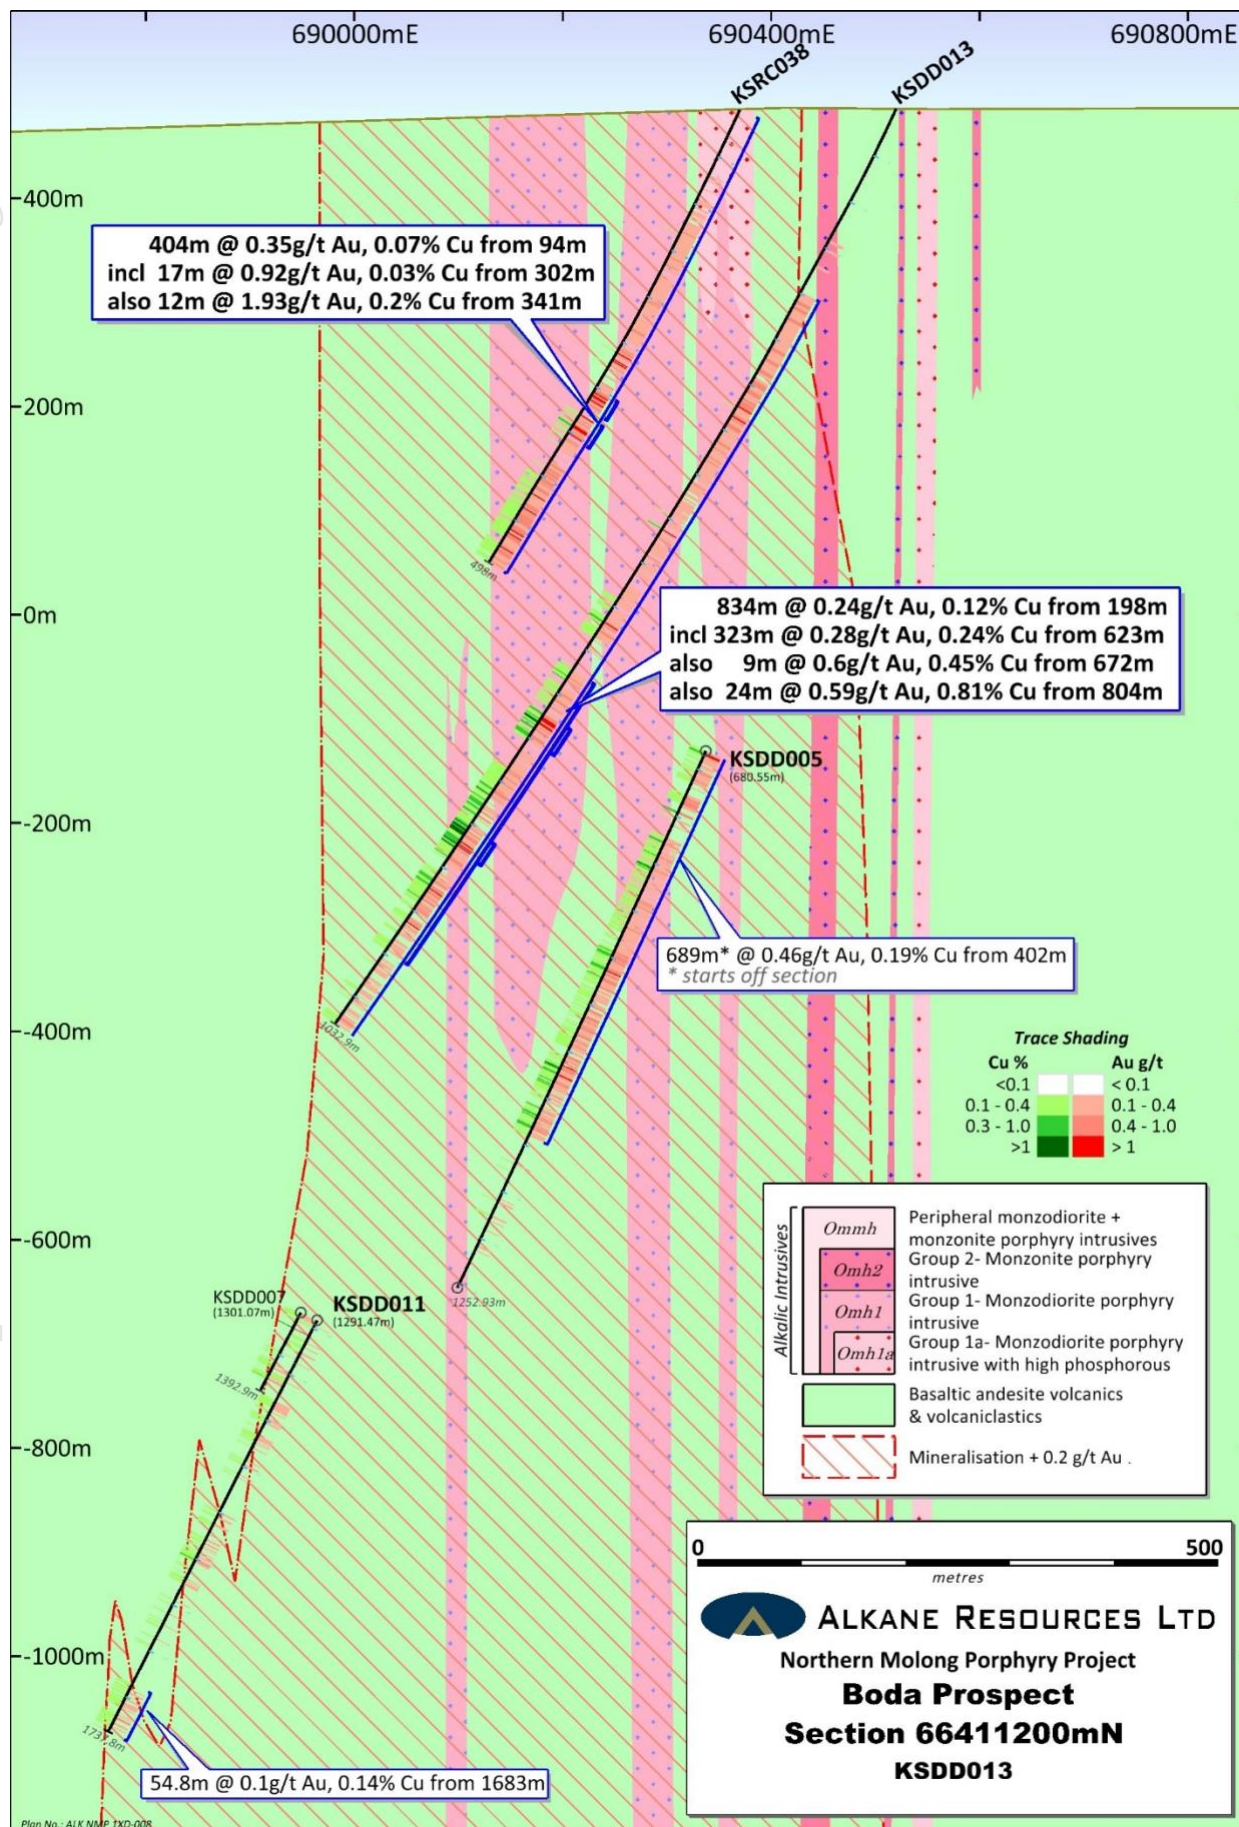 690000mE
690400mE
690800mE
KSRC038
KSDD013
400m
200m
0m
-200m
-400m
-600m
-800m
-1000m
404m @ 0.35g/t Au, 0.07% Cu from 94m
incl 17m @ 0.92g/t Au, 0.03% Cu from 302m
also 12m @ 1.93g/t Au, 0.2% Cu from 341m
498m
834m @ 0.24g/t Au, 0.12% Cu from 198m
incl 323m @ 0.28g/t Au, 0.24% Cu from 623m
also 9m @ 0.6g/t Au, 0.45% Cu from 672m
also 24m @ 0.59g/t Au, 0.81% Cu from 804m
KSDD005
(680.55m)
689m* @ 0.46g/t Au, 0.19% Cu from 402m
* starts off section
1032.9m
Trace Shading
Cu % Au g/t
<0.1 < 0.1
0.1 - 0.4 0.1 - 0.4
0.3 - 1.0 0.4 - 1.0
>1 > 1
1252.93m
KSDD007
(1301.07m)
KSDD011
(1291.47m)
1392.9m
Alkalic Intrusives
Ommh Peripheral monzodiorite +
monzonite porphyry intrusives
Omh2 Group 2- Monzonite porphyry
intrusive
Omh1 Group 1- Monzodiorite porphyry
intrusive
Omh1a Group 1a- Monzodiorite porphyry
intrusive with high phosphorous
Basaltic andesite volcanics
& volcaniclastics
Mineralisation + 0.2 g/t Au .
0 500
metres
ALKANE RESOURCES LTD
Northern Molong Porphyry Project
Boda Prospect
Section 66411200mN
KSDD013
1737.8m
54.8m @ 0.1g/t Au, 0.14% Cu from 1683m
Plan No.: ALK NMP TXD-008